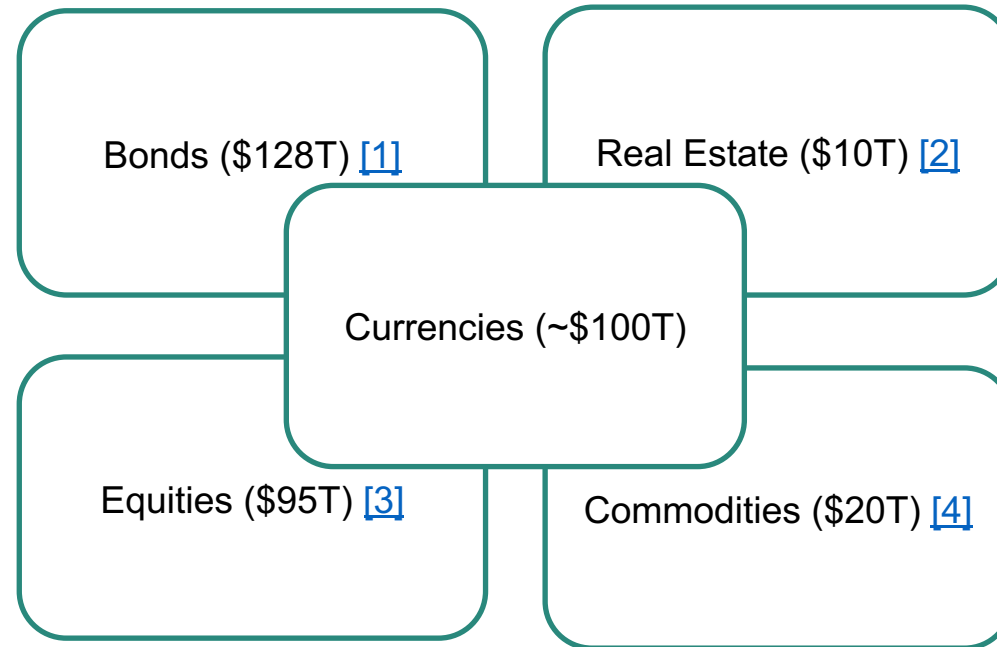 Bonds ($128T) [1]
Real Estate ($10T) [2]
Currencies (~$100T)
Equities ($95T) [3]
Commodities ($20T) [4]